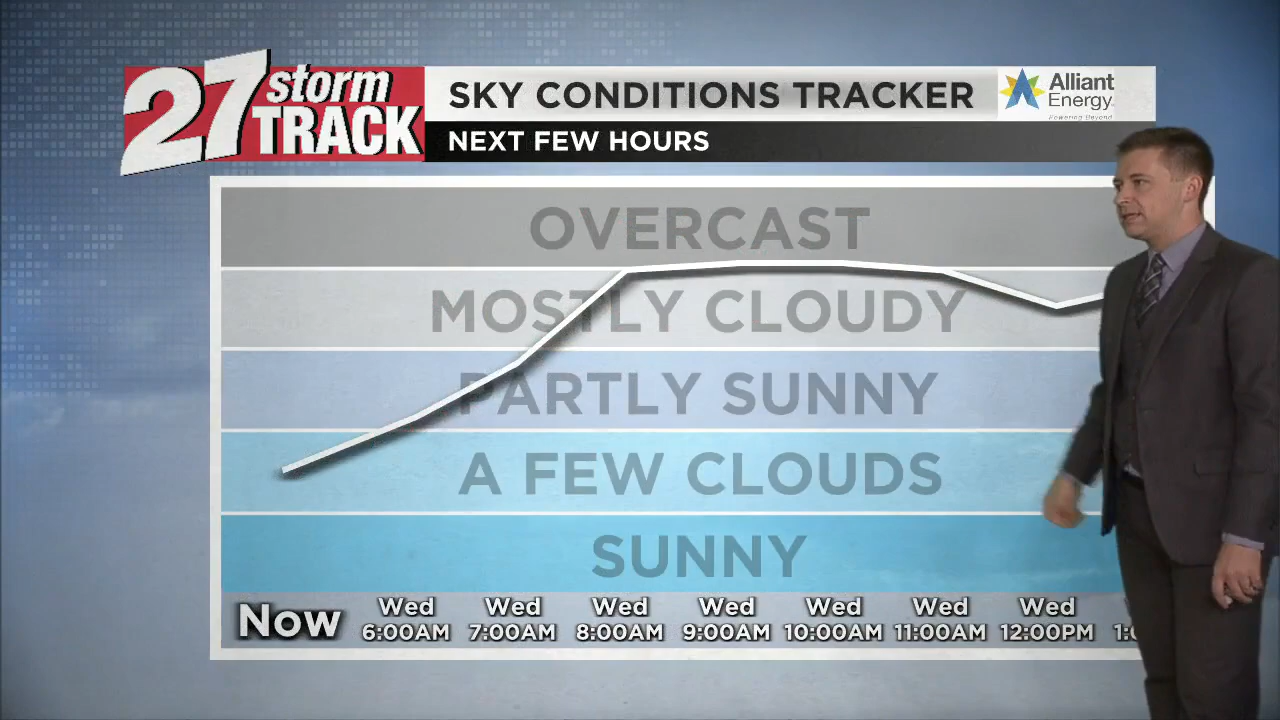 27 storm TRACK
SKY CONDITIONS TRACKER
Alliant Energy
Powering Beyond
NEXT FEW HOURS
OVERCAST
MOSTLY CLOUDY
PARTLY SUNNY
A FEW CLOUDS
SUNNY
Now
Wed 6:00AM
Wed 7:00AM
Wed 8:00AM
Wed 9:00AM
Wed 10:00AM
Wed 11:00AM
Wed 12:00PM